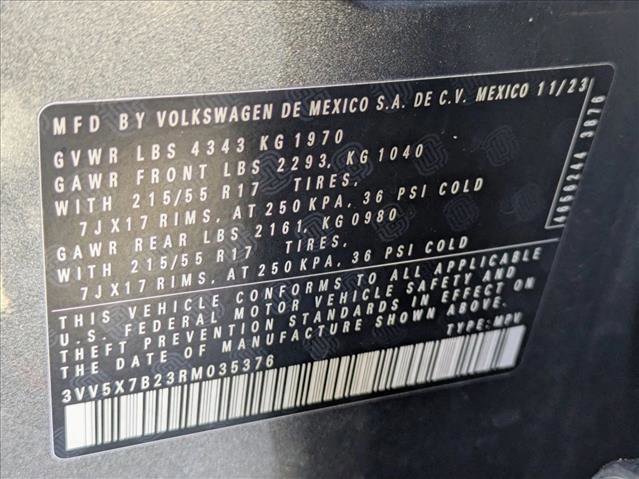 MFD BY VOLKSWAGEN DE MEXICO S.A. DE C.V. MEXICO 11/23
GVWR LBS 4343 KG 1970
GAWR FRONT LBS 2293, KG 1040
WITH 215/55 R17 TIRES,
7JX17 RIMS, AT 250 KPA, 36 PSI COLD
GAWR REAR LBS 2161, KG0980
WITH 215/55 R17 TIRES,
7JX17 RIMS, AT 250 KPA, 36 PSI COLD
THIS VEHICLE CONFORMS TO ALL APPLICABLE
U.S. FEDERAL MOTOR VEHICLE SAFETY AND
THEFT PREVENTION STANDARDS IN EFFECT ON
THE DATE OF MANUFACTURE SHOWN ABOVE.
TYPE: MPV
3VV5X7B23RM035376
3876